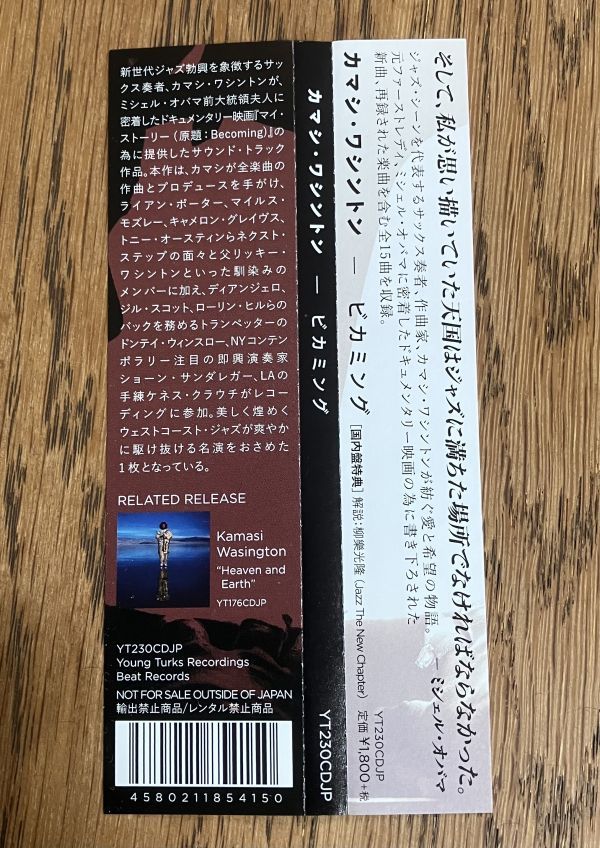 新世代ジャズ勃興を象徴するサッ
クス奏者、カマシ・ワシントンが、
ミシェル・オバマ前大統領夫人に
密着したドキュメンタリー映画『マイ・
ストーリー（原題：Becoming）』の
為に提供したサウンド・トラック
作品。本作は、カマシが全楽曲の
作曲とプロデュースを手がけ、
ライアン・ポーター、マイルス・
モズレー、キャメロン・グレイヴス、
トニー・オースティンらネクスト・
ステップの面々と父リッキー・
ワシントンといった馴染みの
メンバーに加え、ディアンジェロ、
ジル・スコット、ローリン・ヒルらの
バックを務めるトランペッターの
ドンテイ・ウィンスロー、NYコンテン
ポラリー注目の即興演奏家
ショーン・サンダレガー、LAの
手練ケネス・クラウチがレコー
ディングに参加。美しく煌めく
ウェストコースト・ジャズが爽やか
に駆け抜ける名演をおさめた
1枚となっている。
RELATED RELEASE
Kamasi
Wasington
“Heaven and
Earth”
YT176CDJP
YT230CDJP
Young Turks Recordings
Beat Records
NOT FOR SALE OUTSIDE OF JAPAN
輸出禁止商品/レンタル禁止商品
4580211854150
カマシ・ワシントン ― ビカミング
YT230CDJP
そして、私が思い描いていた天国はジャズに満ちた場所でなければならなかった。
― ミシェル・オバマ
ジャズ・シーンを代表するサックス奏者、作曲家、カマシ・ワシントンが紡ぐ愛と希望の物語。
元ファーストレディ、ミシェル・オバマに密着したドキュメンタリー映画の為に書き下ろされた
新曲、再録された楽曲を含む全15曲を収録。
カマシ・ワシントン ― ビカミング
［国内盤特典］解説：柳樂光隆（Jazz The New Chapter）
YT230CDJP
定価 ¥1,800+税